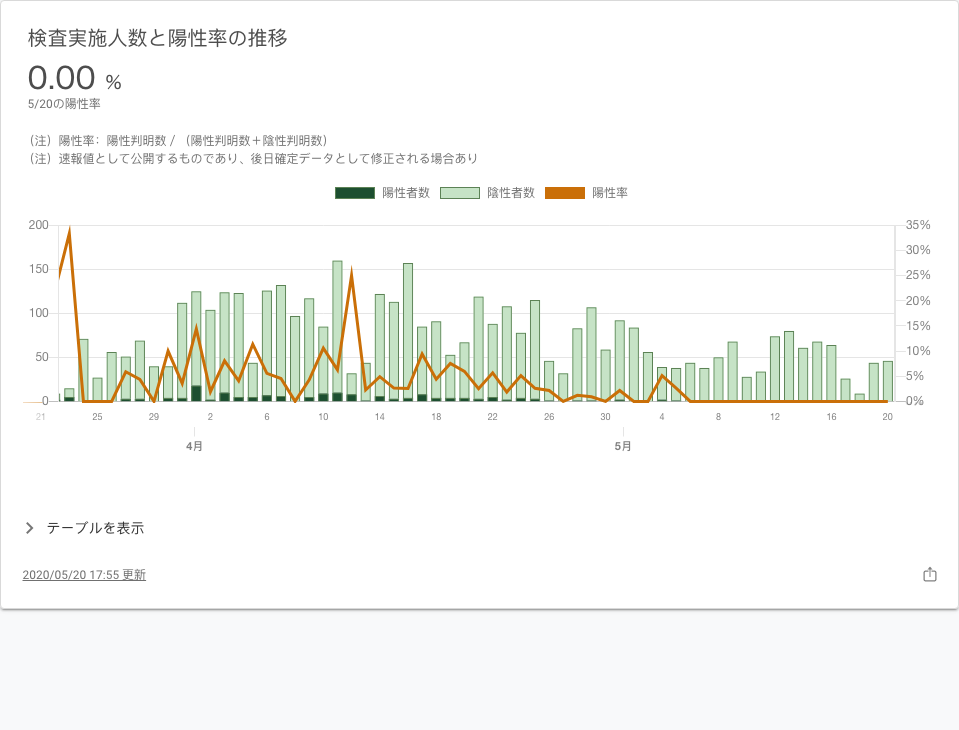 検査実施人数と陽性率の推移
0.00 %
5/20の陽性率
（注）陽性率：陽性判明数 / （陽性判明数＋陰性判明数）
（注）速報値として公開するものであり、後日確定データとして修正される場合あり
陽性者数 陰性者数 陽性率
200 35%
30%
150 25%
20%
100 15%
50 10%
5%
0 0%
21 25 29 2 6 10 14 18 22 26 30 4 8 12 16 20
4月 5月
テーブルを表示
2020/05/20 17:55 更新